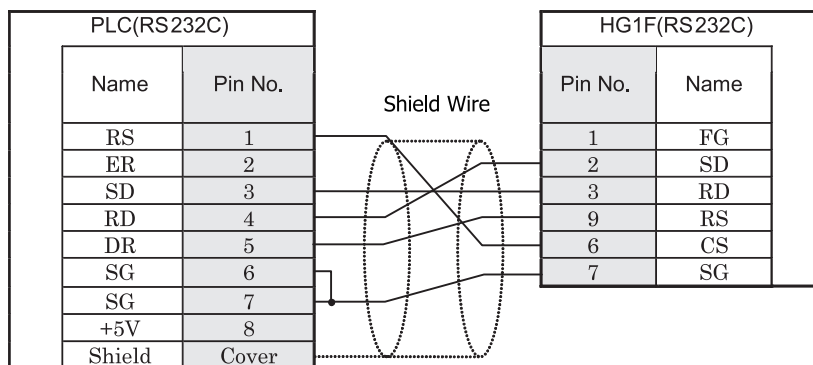 PLC(RS232C)
Name Pin No.
RS 1
ER 2
SD 3
RD 4
DR 5
SG 6
SG 7
+5V 8
Shield Cover
Shield Wire
HG1F(RS232C)
Pin No. Name
1 FG
2 SD
3 RD
9 RS
6 CS
7 SG